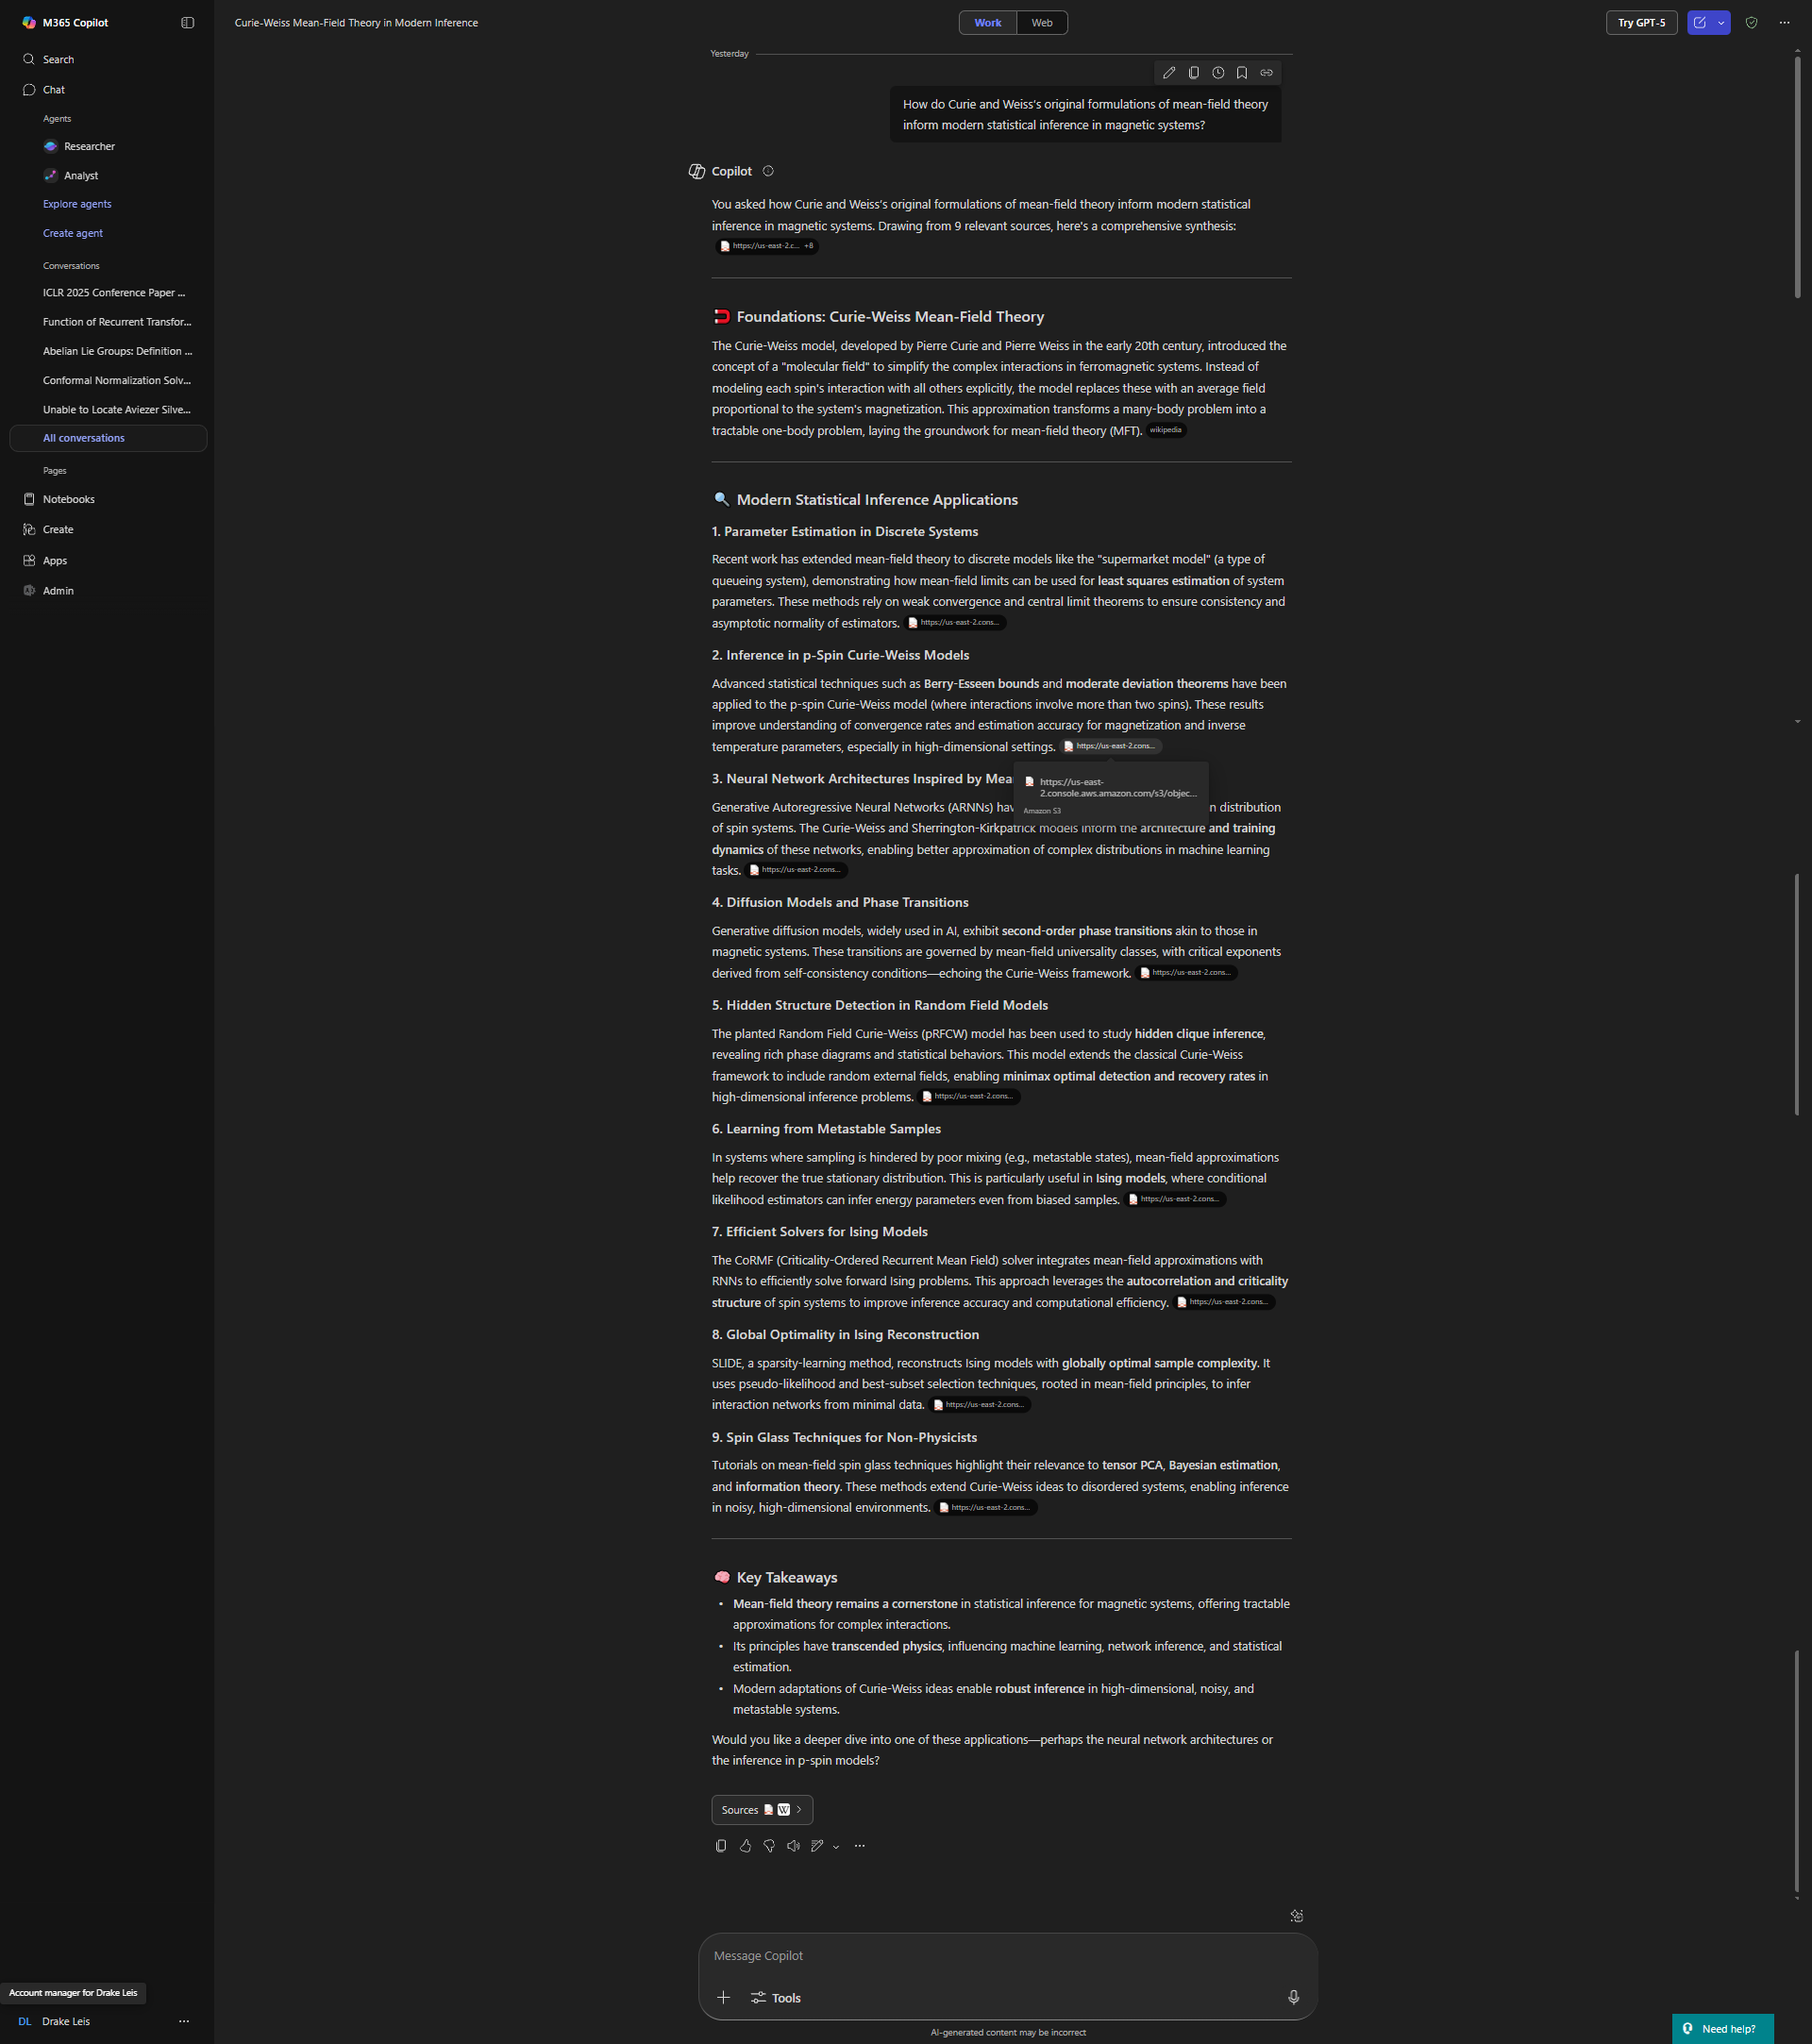 M365 Copilot
Search
Chat
Agents
Researcher
Analyst
Explore agents
Create agent
Conversations
ICLR 2025 Conference Paper ...
Function of Recurrent Transfor...
Abelian Lie Groups: Definition ...
Conformal Normalization Solv...
Unable to Locate Aviezer Silve...
All conversations
Pages
Notebooks
Create
Apps
Admin
Account manager for Drake Leis
DL Drake Leis
Curie-Weiss Mean-Field Theory in Modern Inference
Work Web
Try GPT-5
Yesterday
How do Curie and Weiss's original formulations of mean-field theory
inform modern statistical inference in magnetic systems?
Copilot
You asked how Curie and Weiss's original formulations of mean-field theory inform modern statistical
inference in magnetic systems. Drawing from 9 relevant sources, here's a comprehensive synthesis:
https://us-east-2.c... +8
Foundations: Curie-Weiss Mean-Field Theory
The Curie-Weiss model, developed by Pierre Curie and Pierre Weiss in the early 20th century, introduced the
concept of a "molecular field" to simplify the complex interactions in ferromagnetic systems. Instead of
modeling each spin's interaction with all others explicitly, the model replaces these with an average field
proportional to the system's magnetization. This approximation transforms a many-body problem into a
tractable one-body problem, laying the groundwork for mean-field theory (MFT). wikipedia
Modern Statistical Inference Applications
1. Parameter Estimation in Discrete Systems
Recent work has extended mean-field theory to discrete models like the "supermarket model" (a type of
queueing system), demonstrating how mean-field limits can be used for least squares estimation of system
parameters. These methods rely on weak convergence and central limit theorems to ensure consistency and
asymptotic normality of estimators. https://us-east-2.cons...
2. Inference in p-Spin Curie-Weiss Models
Advanced statistical techniques such as Berry-Esseen bounds and moderate deviation theorems have been
applied to the p-spin Curie-Weiss model (where interactions involve more than two spins). These results
improve understanding of convergence rates and estimation accuracy for magnetization and inverse
temperature parameters, especially in high-dimensional settings. https://us-east-2.cons...
https://us-east-
2.console.aws.amazon.com/s3/objec...
Amazon S3
3. Neural Network Architectures Inspired by Mea
Generative Autoregressive Neural Networks (ARNNs) hav n distribution
of spin systems. The Curie-Weiss and Sherrington-Kirkpatrick models inform the architecture and training
dynamics of these networks, enabling better approximation of complex distributions in machine learning
tasks. https://us-east-2.cons...
4. Diffusion Models and Phase Transitions
Generative diffusion models, widely used in AI, exhibit second-order phase transitions akin to those in
magnetic systems. These transitions are governed by mean-field universality classes, with critical exponents
derived from self-consistency conditions—echoing the Curie-Weiss framework. https://us-east-2.cons...
5. Hidden Structure Detection in Random Field Models
The planted Random Field Curie-Weiss (pRFCW) model has been used to study hidden clique inference,
revealing rich phase diagrams and statistical behaviors. This model extends the classical Curie-Weiss
framework to include random external fields, enabling minimax optimal detection and recovery rates in
high-dimensional inference problems. https://us-east-2.cons...
6. Learning from Metastable Samples
In systems where sampling is hindered by poor mixing (e.g., metastable states), mean-field approximations
help recover the true stationary distribution. This is particularly useful in Ising models, where conditional
likelihood estimators can infer energy parameters even from biased samples. https://us-east-2.cons...
7. Efficient Solvers for Ising Models
The CoRMF (Criticality-Ordered Recurrent Mean Field) solver integrates mean-field approximations with
RNNs to efficiently solve forward Ising problems. This approach leverages the autocorrelation and criticality
structure of spin systems to improve inference accuracy and computational efficiency. https://us-east-2.cons...
8. Global Optimality in Ising Reconstruction
SLIDE, a sparsity-learning method, reconstructs Ising models with globally optimal sample complexity. It
uses pseudo-likelihood and best-subset selection techniques, rooted in mean-field principles, to infer
interaction networks from minimal data. https://us-east-2.cons...
9. Spin Glass Techniques for Non-Physicists
Tutorials on mean-field spin glass techniques highlight their relevance to tensor PCA, Bayesian estimation,
and information theory. These methods extend Curie-Weiss ideas to disordered systems, enabling inference
in noisy, high-dimensional environments. https://us-east-2.cons...
Key Takeaways
• Mean-field theory remains a cornerstone in statistical inference for magnetic systems, offering tractable
approximations for complex interactions.
• Its principles have transcended physics, influencing machine learning, network inference, and statistical
estimation.
• Modern adaptations of Curie-Weiss ideas enable robust inference in high-dimensional, noisy, and
metastable systems.
Would you like a deeper dive into one of these applications—perhaps the neural network architectures or
the inference in p-spin models?
Sources W
Message Copilot
Tools
AI-generated content may be incorrect
Need help?